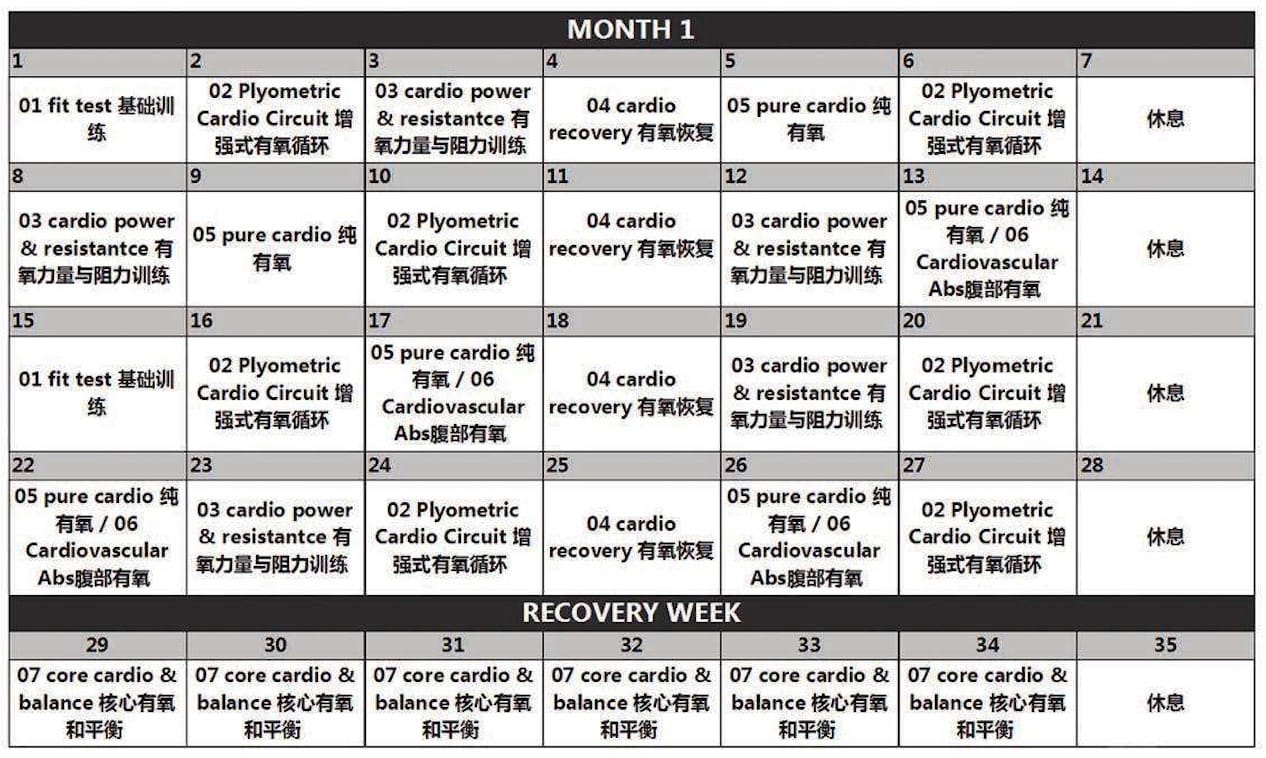 MONTH 1
1
2
3
4
5
6
7
01 fit test 基础训
练
02 Plyometric
Cardio Circuit 增
强式有氧循环
03 cardio power
& resistantce 有
氧力量与阻力训练
04 cardio
recovery 有氧恢复
05 pure cardio 纯
有氧
02 Plyometric
Cardio Circuit 增
强式有氧循环
休息
8
9
10
11
12
13
14
03 cardio power
& resistantce 有
氧力量与阻力训练
05 pure cardio 纯
有氧
02 Plyometric
Cardio Circuit 增
强式有氧循环
04 cardio
recovery 有氧恢复
03 cardio power
& resistantce 有
氧力量与阻力训练
05 pure cardio 纯
有氧 / 06
Cardiovascular
Abs腹部有氧
休息
15
16
17
18
19
20
21
01 fit test 基础训
练
02 Plyometric
Cardio Circuit 增
强式有氧循环
05 pure cardio 纯
有氧 / 06
Cardiovascular
Abs腹部有氧
04 cardio
recovery 有氧恢复
03 cardio power
& resistantce 有
氧力量与阻力训练
02 Plyometric
Cardio Circuit 增
强式有氧循环
休息
22
23
24
25
26
27
28
05 pure cardio 纯
有氧 / 06
Cardiovascular
Abs腹部有氧
03 cardio power
& resistantce 有
氧力量与阻力训练
02 Plyometric
Cardio Circuit 增
强式有氧循环
04 cardio
recovery 有氧恢复
05 pure cardio 纯
有氧 / 06
Cardiovascular
Abs腹部有氧
02 Plyometric
Cardio Circuit 增
强式有氧循环
休息
RECOVERY WEEK
29
30
31
32
33
34
35
07 core cardio &
balance 核心有氧
和平衡
07 core cardio &
balance 核心有氧
和平衡
07 core cardio &
balance 核心有氧
和平衡
07 core cardio &
balance 核心有氧
和平衡
07 core cardio &
balance 核心有氧
和平衡
07 core cardio &
balance 核心有氧
和平衡
休息